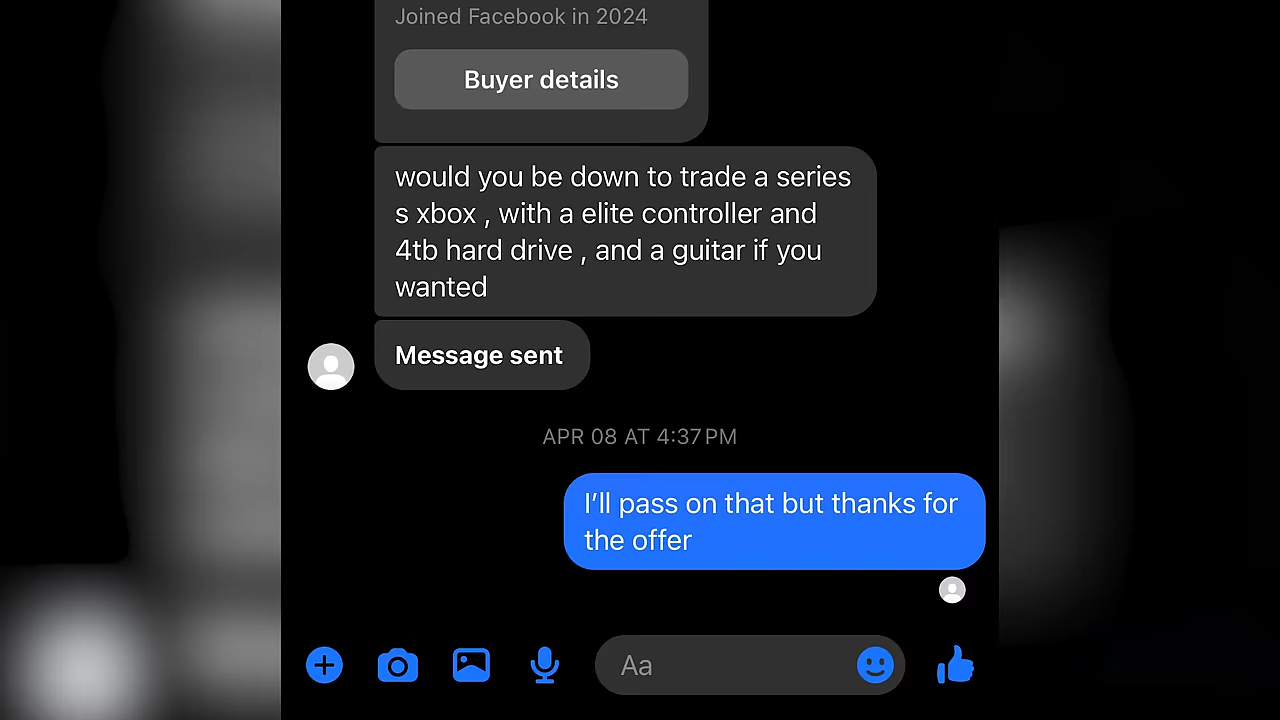 Joined Facebook in 2024
Buyer details
would you be down to trade a series
s xbox , with a elite controller and
4tb hard drive , and a guitar if you
wanted
Message sent
APR 08 AT 4:37 PM
I’ll pass on that but thanks for
the offer
Aa